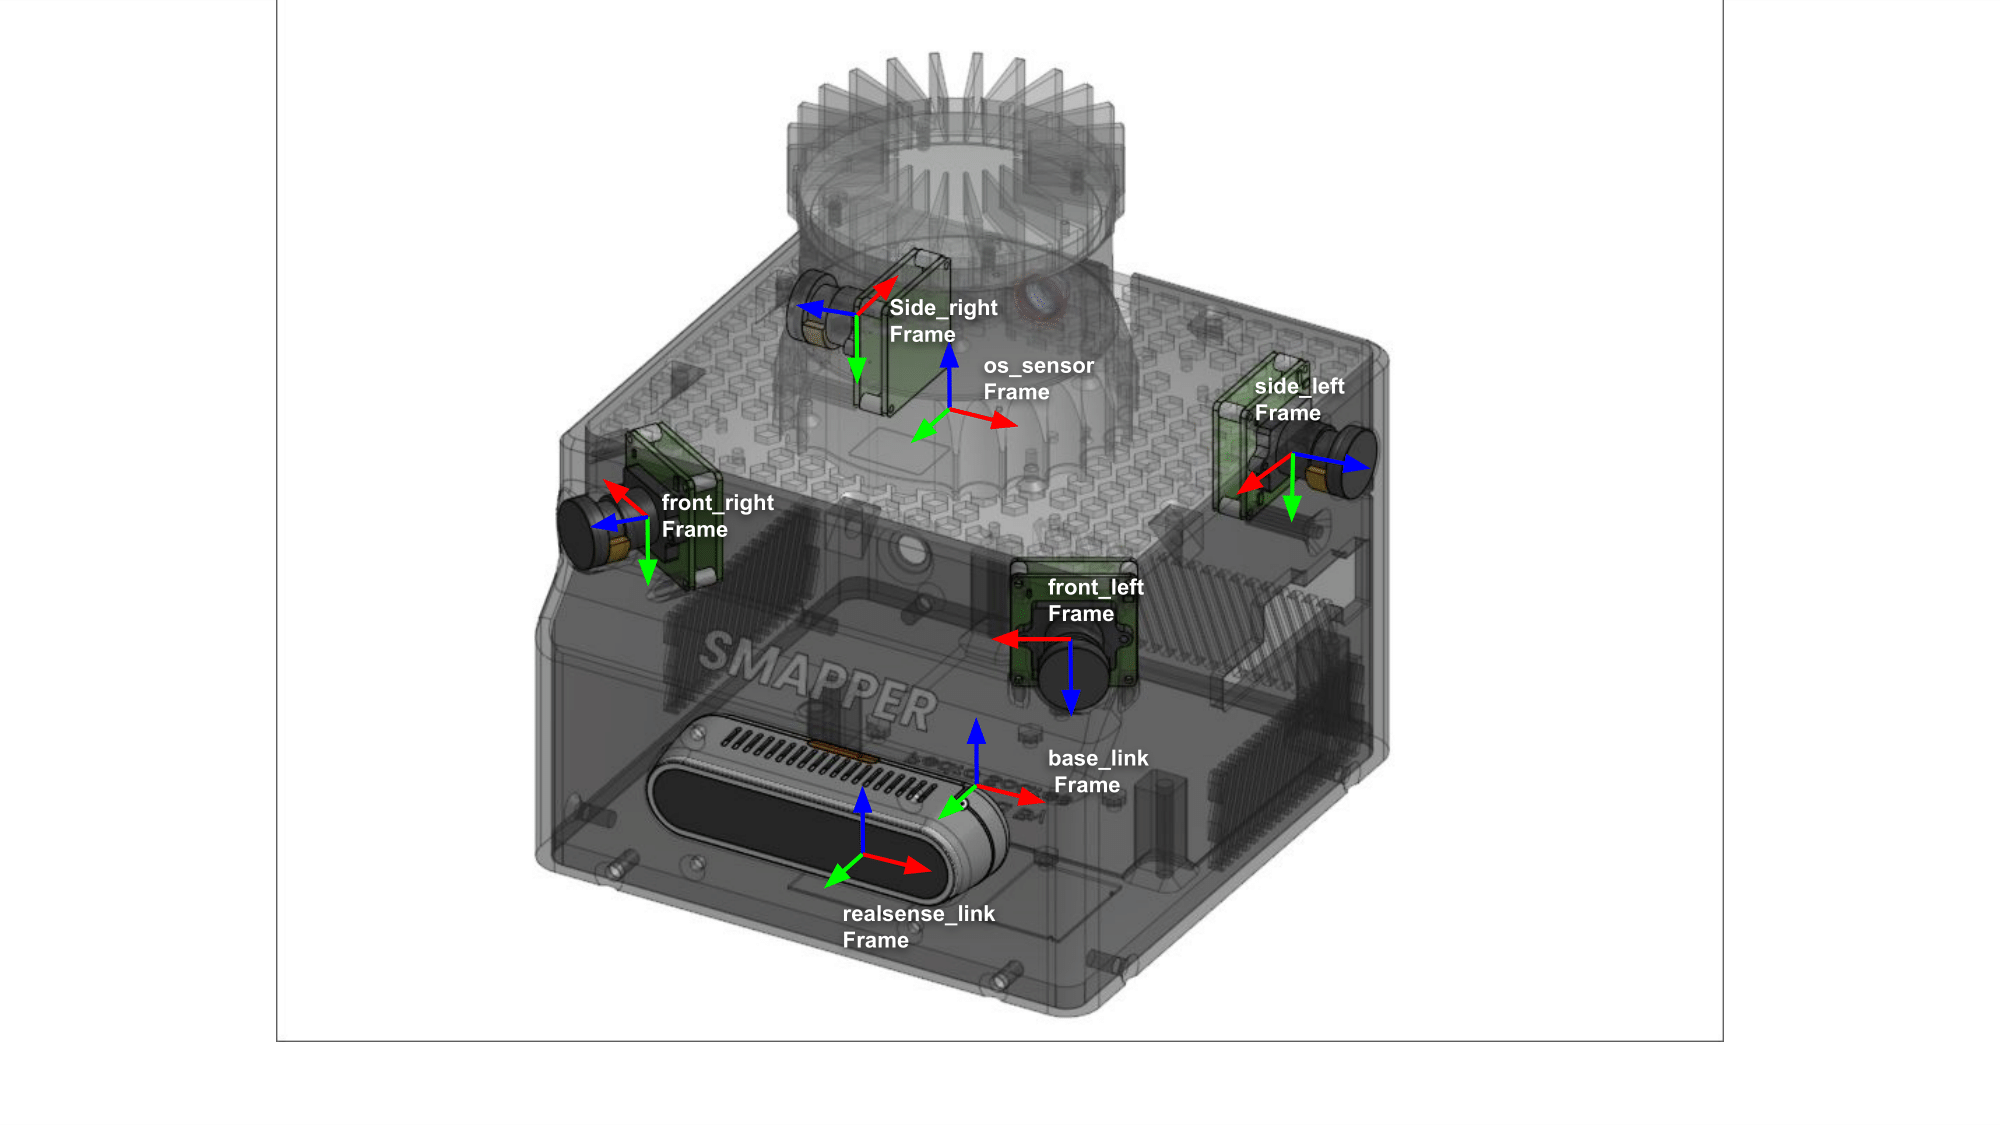 Side_right
Frame
os_sensor
Frame
side_left
Frame
front_right
Frame
front_left
Frame
SMAPPER
base_link
Frame
realsense_link
Frame